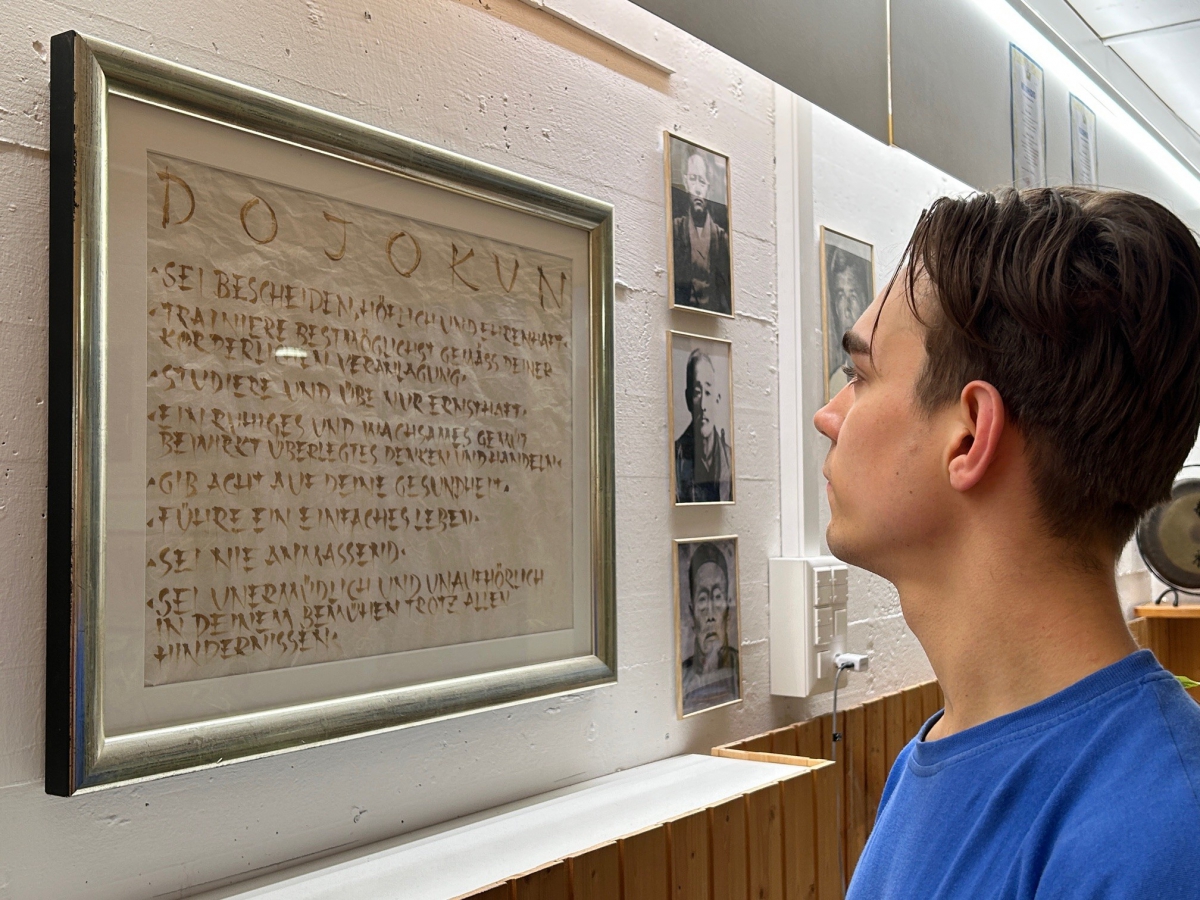 DOJOKUN
·SEI BESCHEIDEN, HÖFLICH UND EHRENHAFT·
·TRAINIERE BESTMÖGLICHST GEMÄSS DEINER
KÖRPERLICHEN VERANLAGUNG·
·STUDIERE UND ÜBE NUR ERNSTHAFT·
·EIN RUHIGES UND WACHSAMES GEMÜT
BEWIRKT ÜBERLEGTES DENKEN UND HANDELN·
·GIB ACHT AUF DEINE GESUNDHEIT·
·FÜHRE EIN EINFACHES LEBEN·
·SEI NIE ANMASSEND·
·SEI UNERMÜDLICH UND UNAUFHÖRLICH
IN DEINEM BEMÜHEN TROTZ ALLEN
HINDERNISSEN·